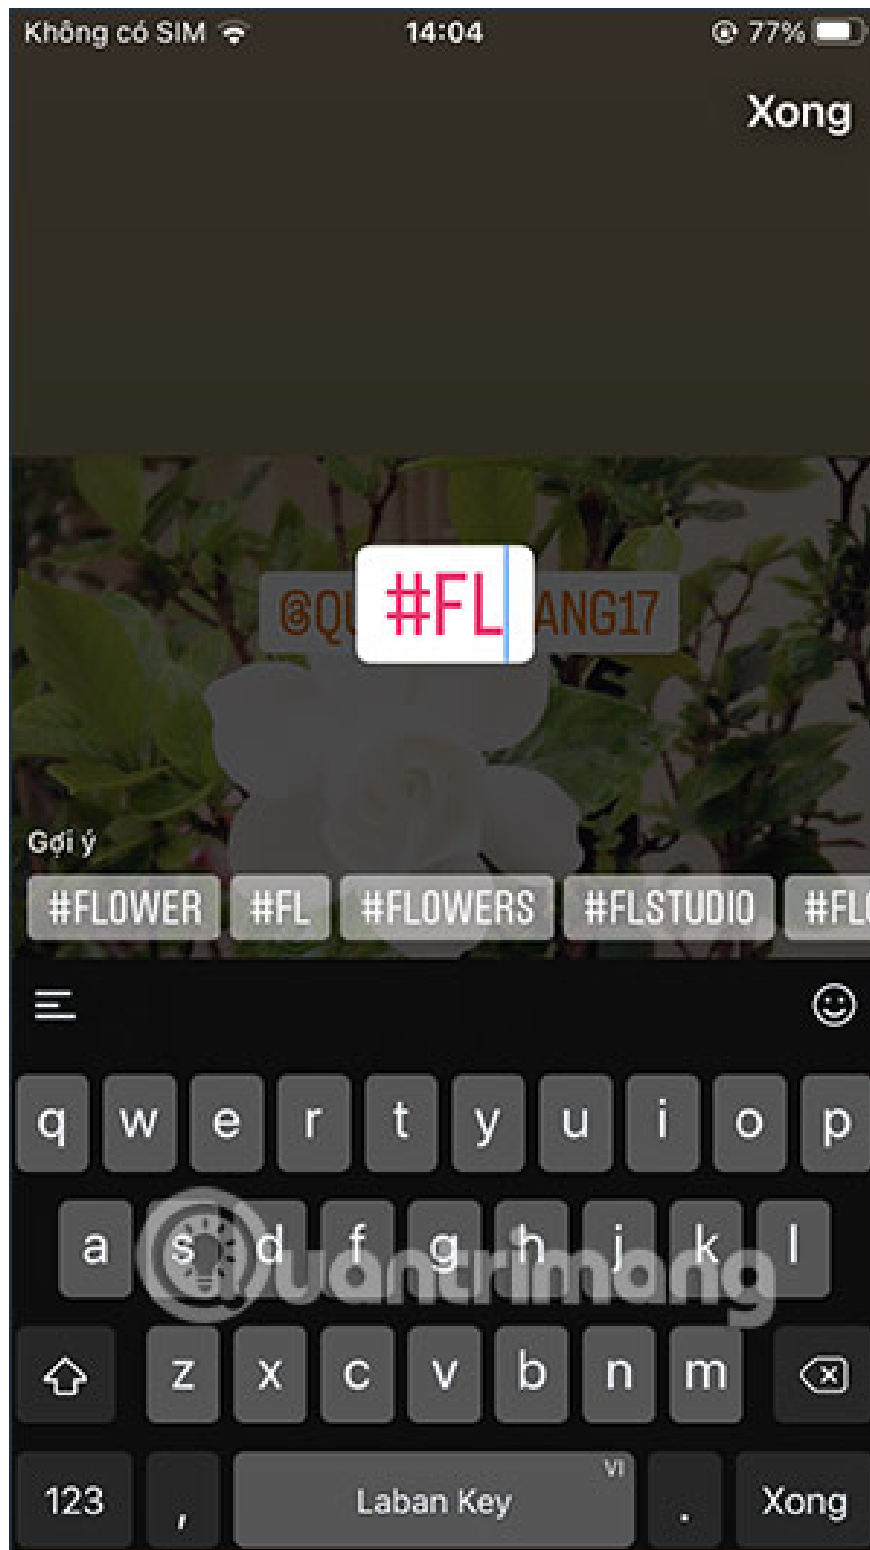 Không có SIM 14:04 77%
Xong
#FL
ANG17
Gợi ý
#FLOWER #FL #FLOWERS #FLSTUDIO
q w e r t y u i o p
a s d f g h j k l
uantrimang
z x c v b n m
123 , Laban Key VI . Xong